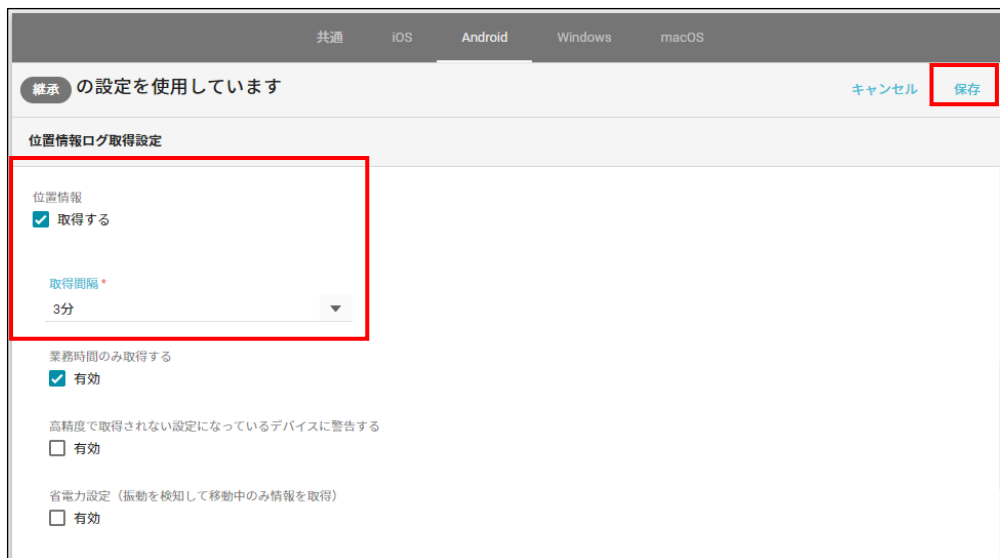 共通 iOS Android Windows macOS
継承 の設定を使用しています キャンセル 保存
位置情報ログ取得設定
位置情報
取得する
取得間隔*
3分
業務時間のみ取得する
有効
高精度で取得されない設定になっているデバイスに警告する
有効
省電力設定（振動を検知して移動中のみ情報を取得）
有効